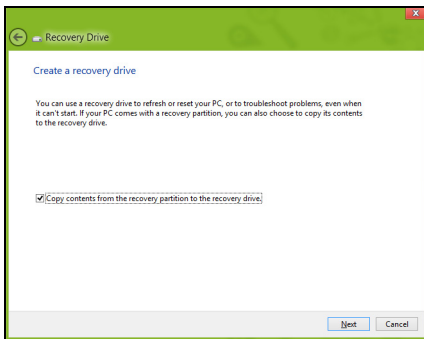 Recovery Drive
Create a recovery drive
You can use a recovery drive to refresh or reset your PC, or to troubleshoot problems, even when
it can't start. If your PC comes with a recovery partition, you can also choose to copy its contents
to the recovery drive.
Copy contents from the recovery partition to the recovery drive.
Next Cancel